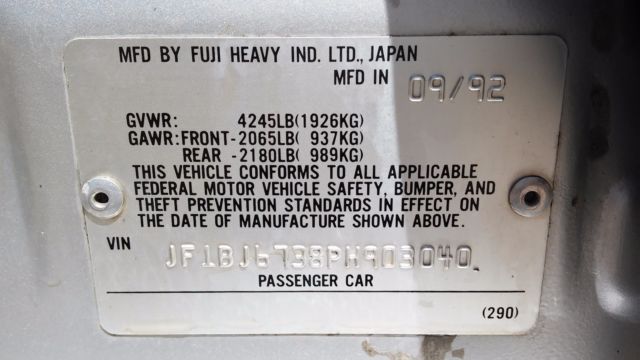 MFD BY FUJI HEAVY IND. LTD., JAPAN
MFD IN 09/92
GVWR: 4245LB(1926KG)
GAWR:FRONT-2065LB( 937KG)
REAR -2180LB( 989KG)
THIS VEHICLE CONFORMS TO ALL APPLICABLE
FEDERAL MOTOR VEHICLE SAFETY, BUMPER, AND
THEFT PREVENTION STANDARDS IN EFFECT ON
THE DATE OF MANUFACTURE SHOWN ABOVE.
VIN JF1BJ6738PH903040
PASSENGER CAR
(290)